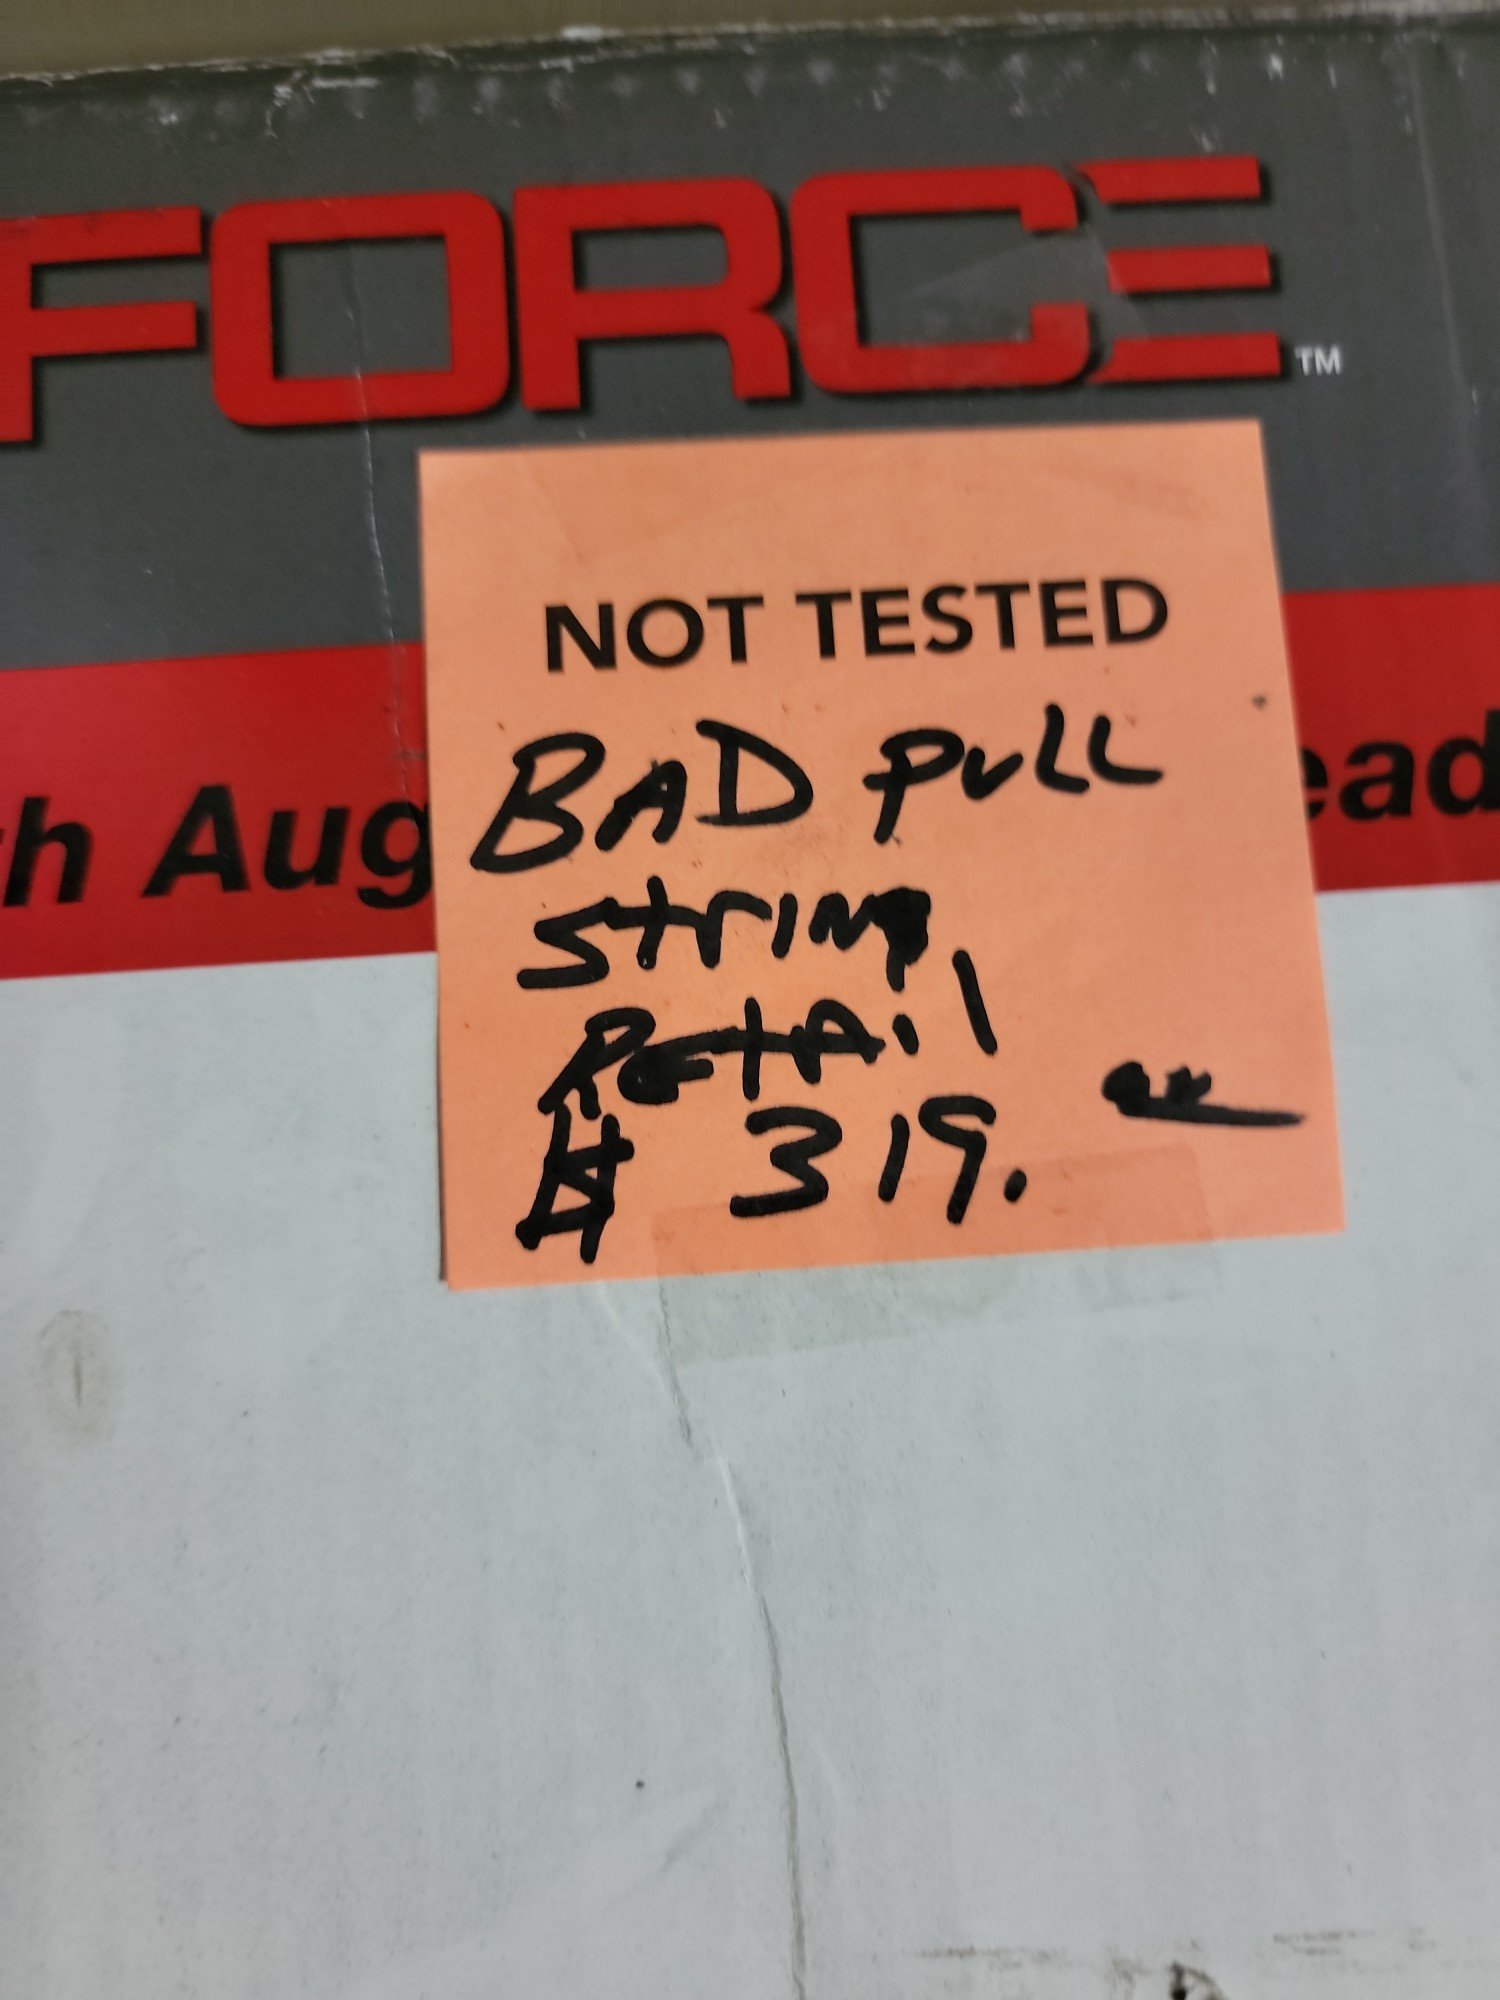 FORCE™
NOT TESTED
BAD PULL
h Aug ead
String
Retail
$ 319.